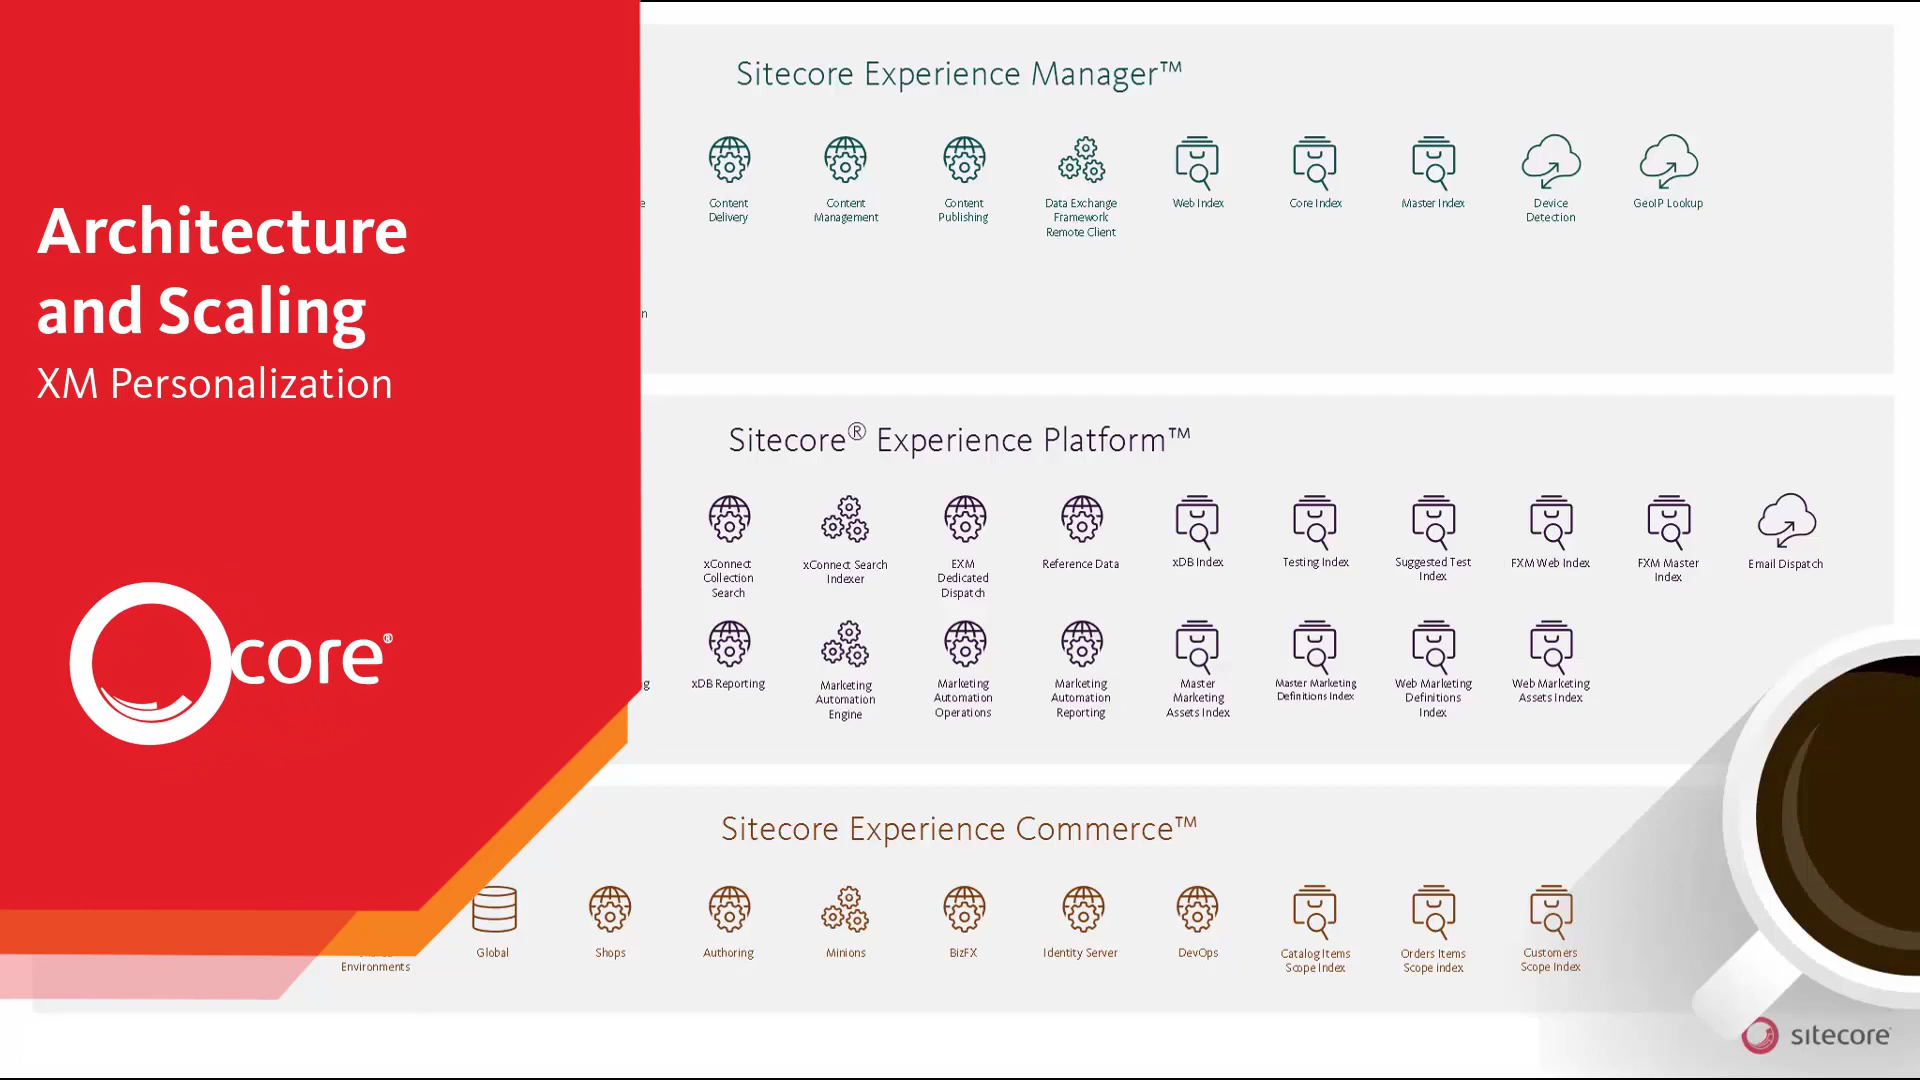 Architecture
and Scaling
XM Personalization
core®
Sitecore Experience Manager™
Content
Delivery
Content
Management
Content
Publishing
Data Exchange
Framework
Remote Client
Web Index
Core Index
Master Index
Device
Detection
GeoIP Lookup
Sitecore® Experience Platform™
xConnect
Collection
Search
xConnect Search
Indexer
EXM
Dedicated
Dispatch
Reference Data
xDB Index
Testing Index
Suggested Test
Index
FXM Web Index
FXM Master
Index
Email Dispatch
xDB Reporting
Marketing
Automation
Engine
Marketing
Automation
Operations
Marketing
Automation
Reporting
Master
Marketing
Assets Index
Master Marketing
Definitions Index
Web Marketing
Definitions
Index
Web Marketing
Assets Index
Sitecore Experience Commerce™
Environments
Global
Shops
Authoring
Minions
BizFX
Identity Server
DevOps
Catalog Items
Scope Index
Orders Items
Scope index
Customers
Scope Index
sitecore